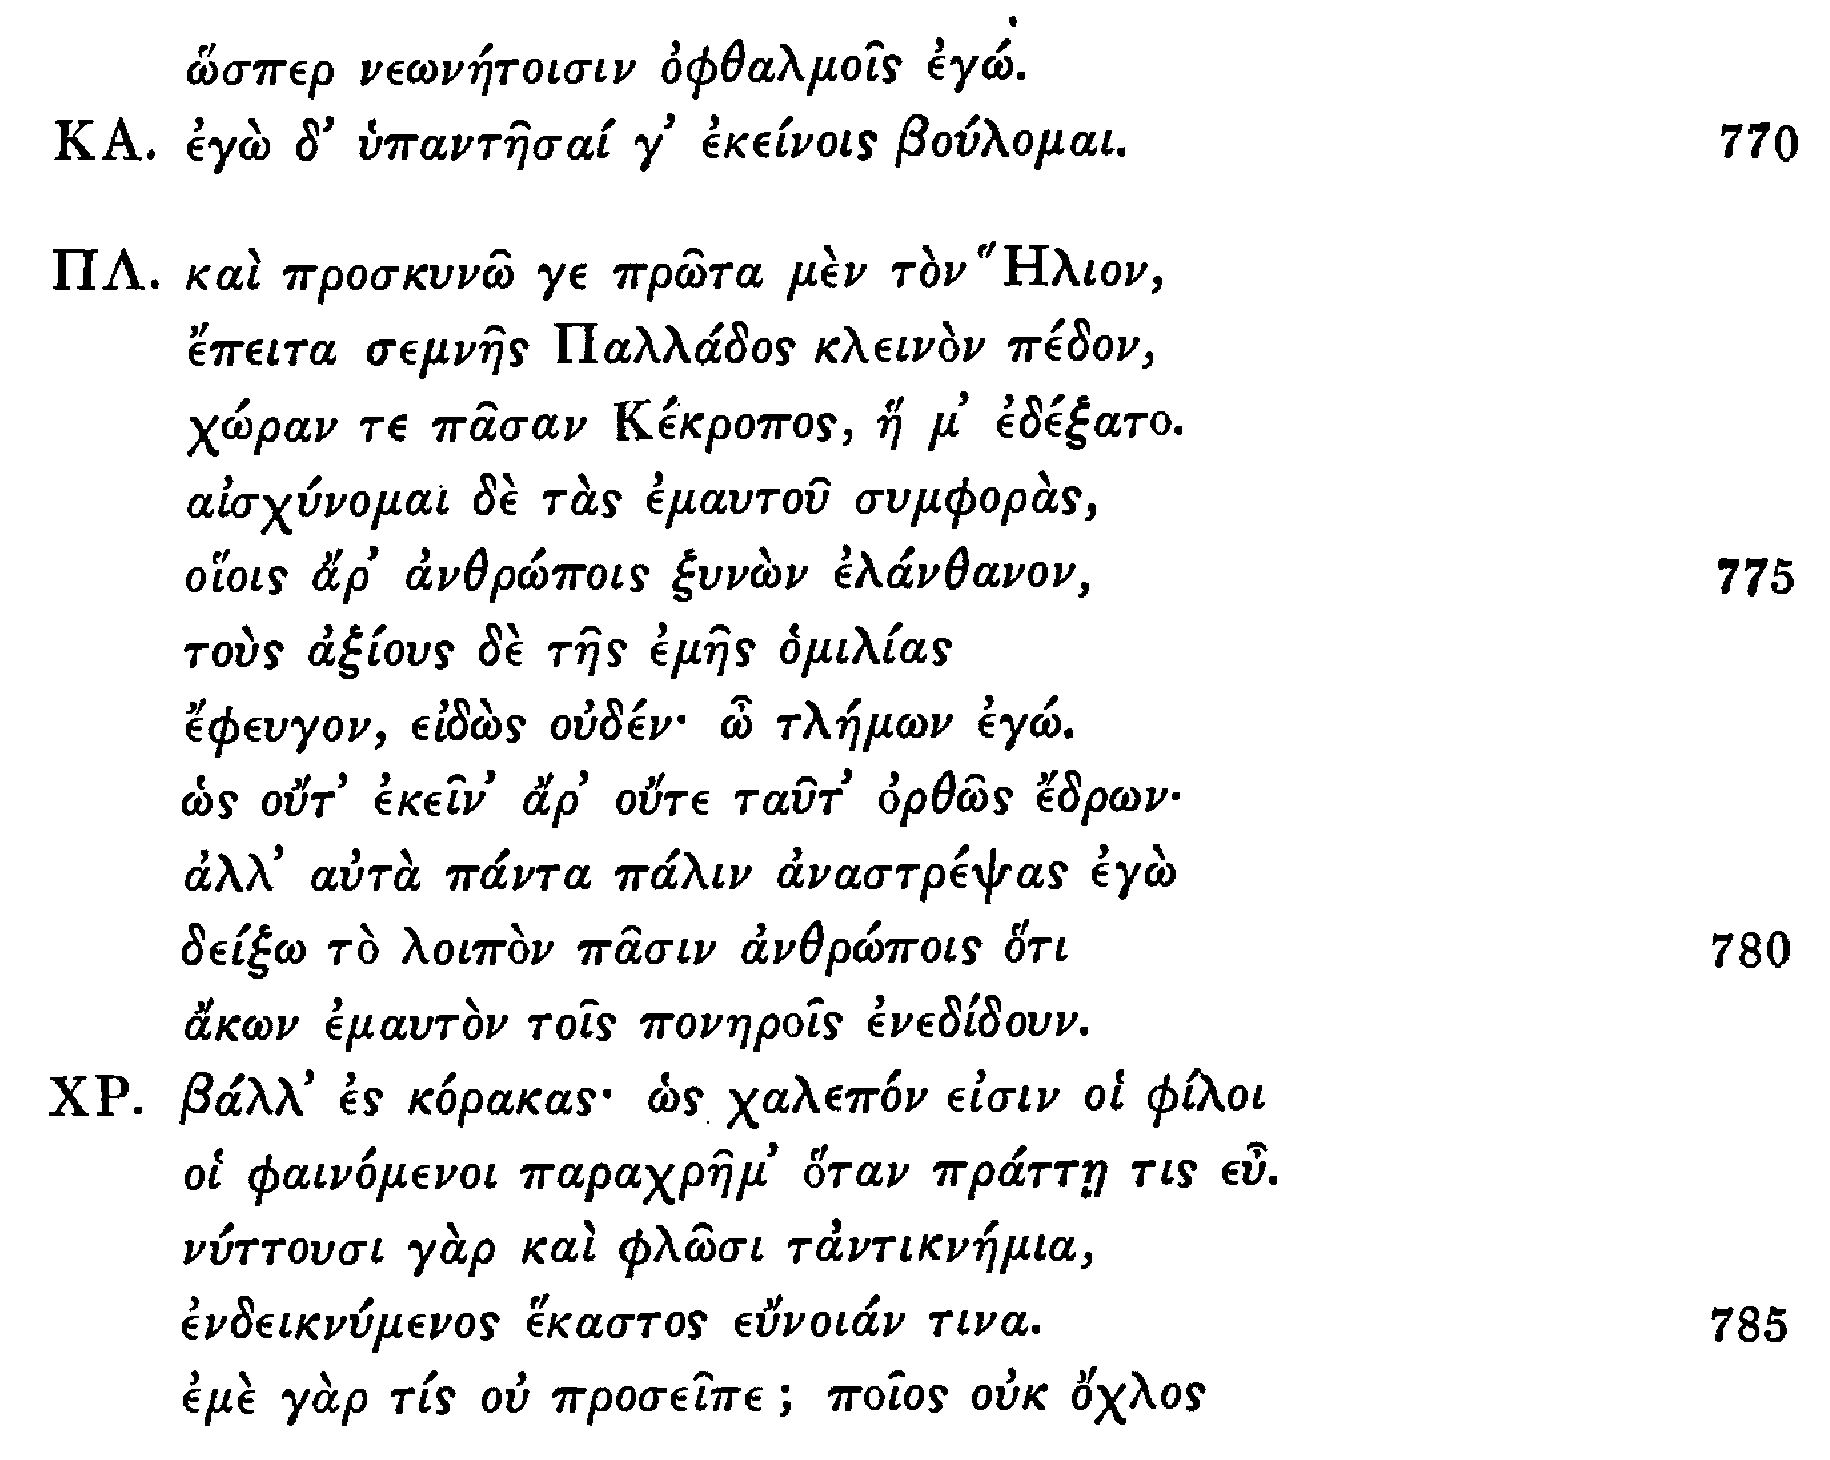 ὥσπερ νεωνήτοισιν ὀφθαλμοῖς ἐγώ.
ΚΑ. ἐγὼ δ’ ὑπαντῆσαί γ’ ἐκείνοις βούλομαι. 770
ΠΛ. καὶ προσκυνῶ γε πρῶτα μὲν τὸν Ἥλιον,
ἔπειτα σεμνῆς Παλλάδος κλεινὸν πέδον,
χώραν τε πᾶσαν Κέκροπος, ἥ μ’ ἐδέξατο.
αἰσχύνομαι δὲ τὰς ἐμαυτοῦ συμφορὰς,
οἵοις ἄρ’ ἀνθρώποις ξυνὼν ἐλάνθανον, 775
τοὺς ἀξίους δὲ τῆς ἐμῆς ὁμιλίας
ἔφευγον, εἰδὼς οὐδέν· ὦ τλήμων ἐγώ.
ὡς οὔτ’ ἐκεῖν’ ἄρ’ οὔτε ταῦτ’ ὀρθῶς ἔδρων·
ἀλλ’ αὐτὰ πάντα πάλιν ἀναστρέψας ἐγὼ
δείξω τὸ λοιπὸν πᾶσιν ἀνθρώποις ὅτι 780
ἄκων ἐμαυτὸν τοῖς πονηροῖς ἐνεδίδουν.
ΧΡ. βάλλ’ ἐς κόρακας· ὡς χαλεπόν εἰσιν οἱ φίλοι
οἱ φαινόμενοι παραχρῆμ’ ὅταν πράττῃ τις εὖ.
νύττουσι γὰρ καὶ φλῶσι τἀντικνήμια,
ἐνδεικνύμενος ἕκαστος εὔνοιάν τινα. 785
ἐμὲ γὰρ τίς οὐ προσεῖπε; ποῖος οὐκ ὄχλος